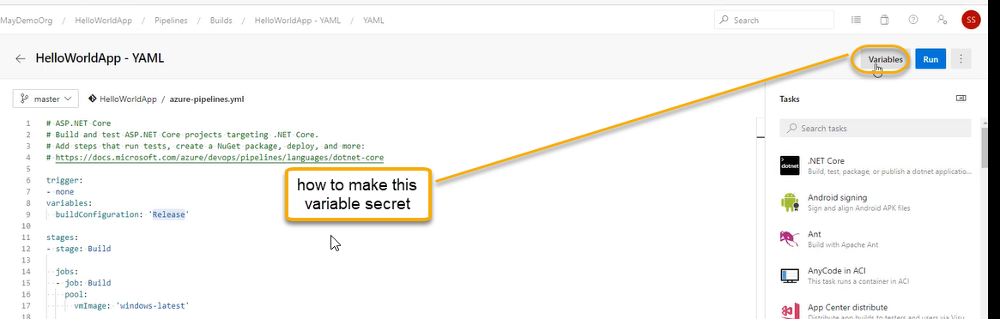 MayDemoOrg / HelloWorldApp / Pipelines / Builds / HelloWorldApp - YAML / YAML
Search
SS
HelloWorldApp - YAML
Variables
Run
master
HelloWorldApp / azure-pipelines.yml
Tasks
Search tasks
1 # ASP.NET Core
2 # Build and test ASP.NET Core projects targeting .NET Core.
3 # Add steps that run tests, create a NuGet package, deploy, and more:
4 # https://docs.microsoft.com/azure/devops/pipelines/languages/dotnet-core
5
6 trigger:
7 - none
8 variables:
9 buildConfiguration: 'Release'
10
11 stages:
12 - stage: Build
13
14 jobs:
15 - job: Build
16 pool:
17 vmImage: 'windows-latest'
18
how to make this
variable secret
dotnet
.NET Core
Build, test, package, or publish a dotnet applicatio...
Android signing
Sign and align Android APK files
Ant
Build with Apache Ant
AnyCode in ACI
This task runs a container in ACI
App Center distribute
Distribute app builds to testers and users via Visu...